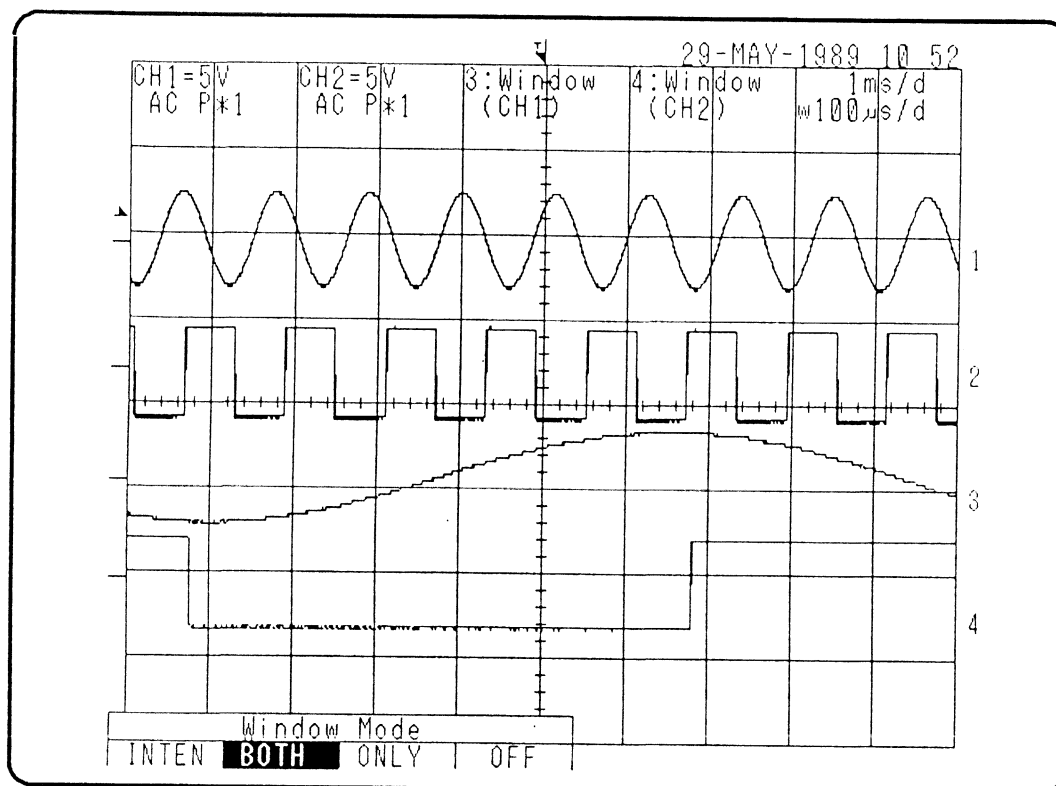 T
29-MAY-1989 10 52
CH1=5V CH2=5V 3:Window 4:Window 1ms/d
AC P*1 AC P*1 (CH1) (CH2) w100µs/d
1
2
3
4
Window Mode
INTEN BOTH ONLY OFF